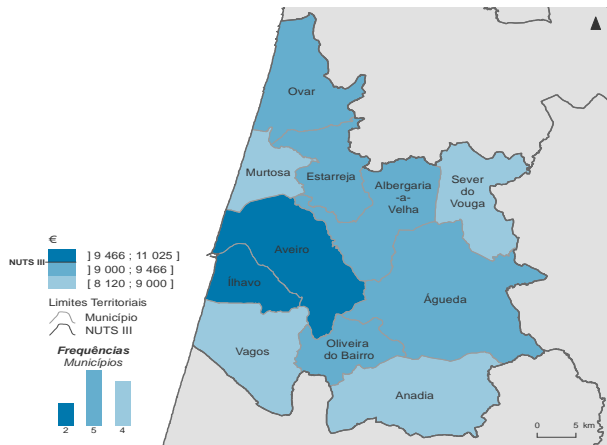 Ovar
Murtosa
Estarreja
Albergaria
-a-
Velha
Sever
do
Vouga
Aveiro
Ílhavo
Águeda
Vagos
Oliveira
do Bairro
Anadia
€
NUTS III
] 9 466 ; 11 025 ]
] 9 000 ; 9 466 ]
[ 8 120 ; 9 000 ]
Limites Territoriais
Município
NUTS III
Frequências
Municípios
2 5 4
0 5 km